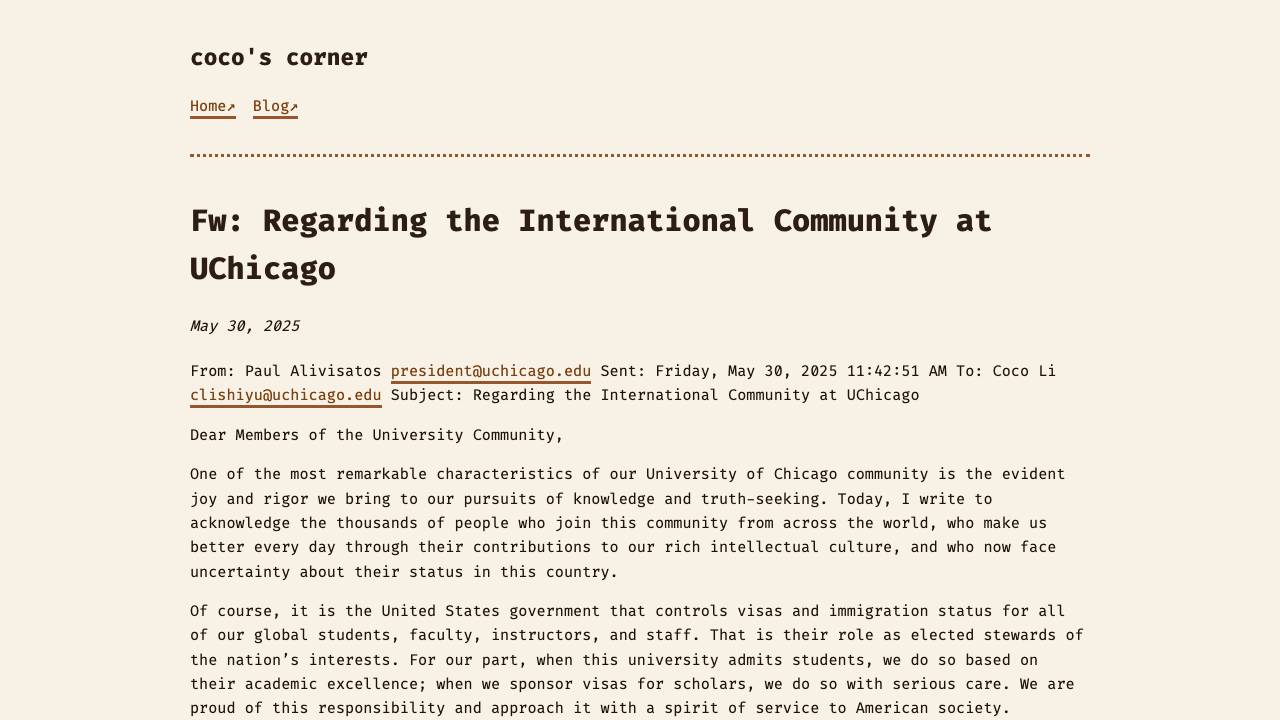 coco's corner
Home↗ Blog↗
Fw: Regarding the International Community at
UChicago
May 30, 2025
From: Paul Alivisatos president@uchicago.edu Sent: Friday, May 30, 2025 11:42:51 AM To: Coco Li
clishiyu@uchicago.edu Subject: Regarding the International Community at UChicago
Dear Members of the University Community,
One of the most remarkable characteristics of our University of Chicago community is the evident
joy and rigor we bring to our pursuits of knowledge and truth-seeking. Today, I write to
acknowledge the thousands of people who join this community from across the world, who make us
better every day through their contributions to our rich intellectual culture, and who now face
uncertainty about their status in this country.
Of course, it is the United States government that controls visas and immigration status for all
of our global students, faculty, instructors, and staff. That is their role as elected stewards of
the nation’s interests. For our part, when this university admits students, we do so based on
their academic excellence; when we sponsor visas for scholars, we do so with serious care. We are
proud of this responsibility and approach it with a spirit of service to American society.